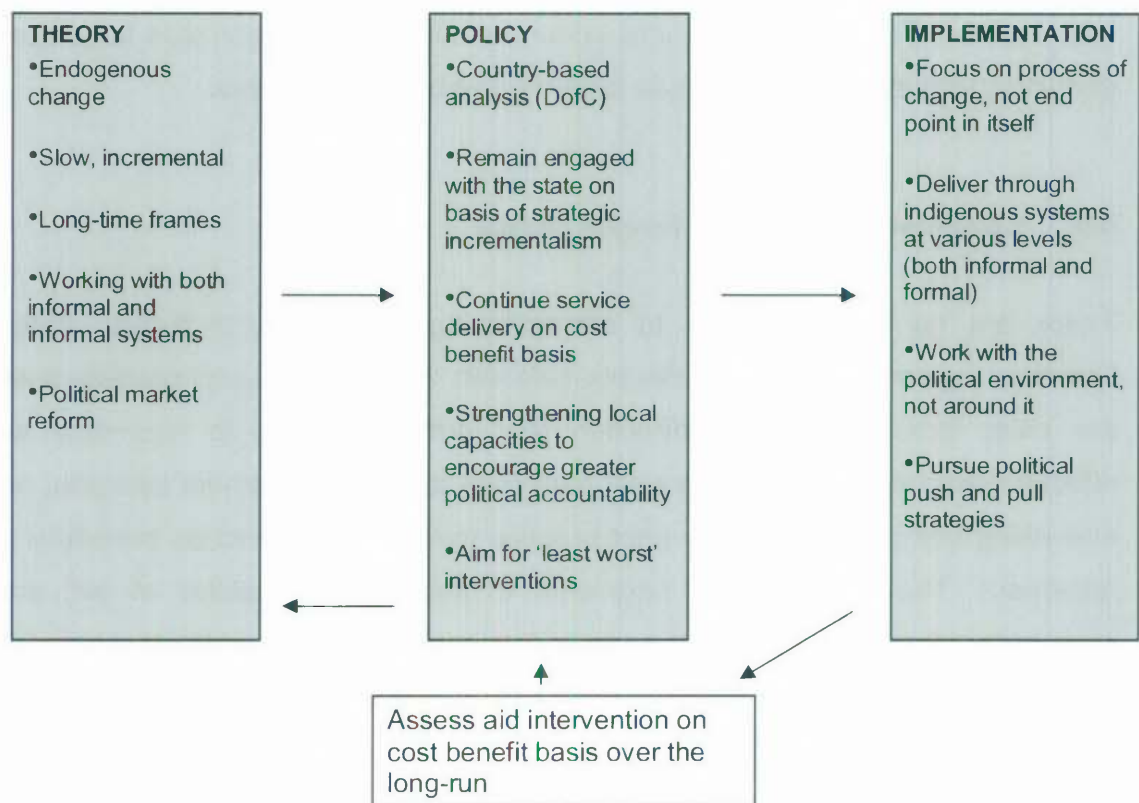 THEORY
•Endogenous
change
•Slow, incremental
•Long-time frames
•Working with both
informal and
informal systems
•Political market
reform
POLICY
•Country-based
analysis (DofC)
•Remain engaged
with the state on
basis of strategic
incrementalism
•Continue service
delivery on cost
benefit basis
•Strengthening local
capacities to
encourage greater
political accountability
•Aim for ‘least worst’
interventions
IMPLEMENTATION
•Focus on process of
change, not end
point in itself
•Deliver through
indigenous systems
at various levels
(both informal and
formal)
•Work with the
political environment,
not around it
•Pursue political
push and pull
strategies
Assess aid intervention on
cost benefit basis over the
long-run